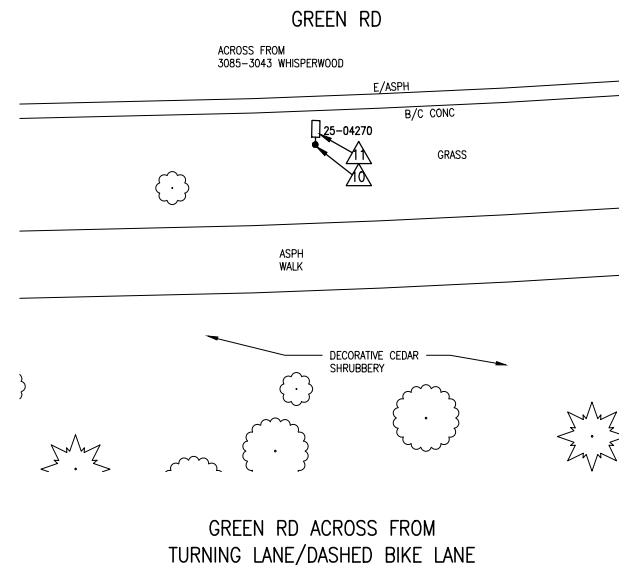 GREEN RD
ACROSS FROM
3085-3043 WHISPERWOOD
E/ASPH
B/C CONC
25-04270
11
10
GRASS
ASPH
WALK
DECORATIVE CEDAR
SHRUBBERY
GREEN RD ACROSS FROM
TURNING LANE/DASHED BIKE LANE